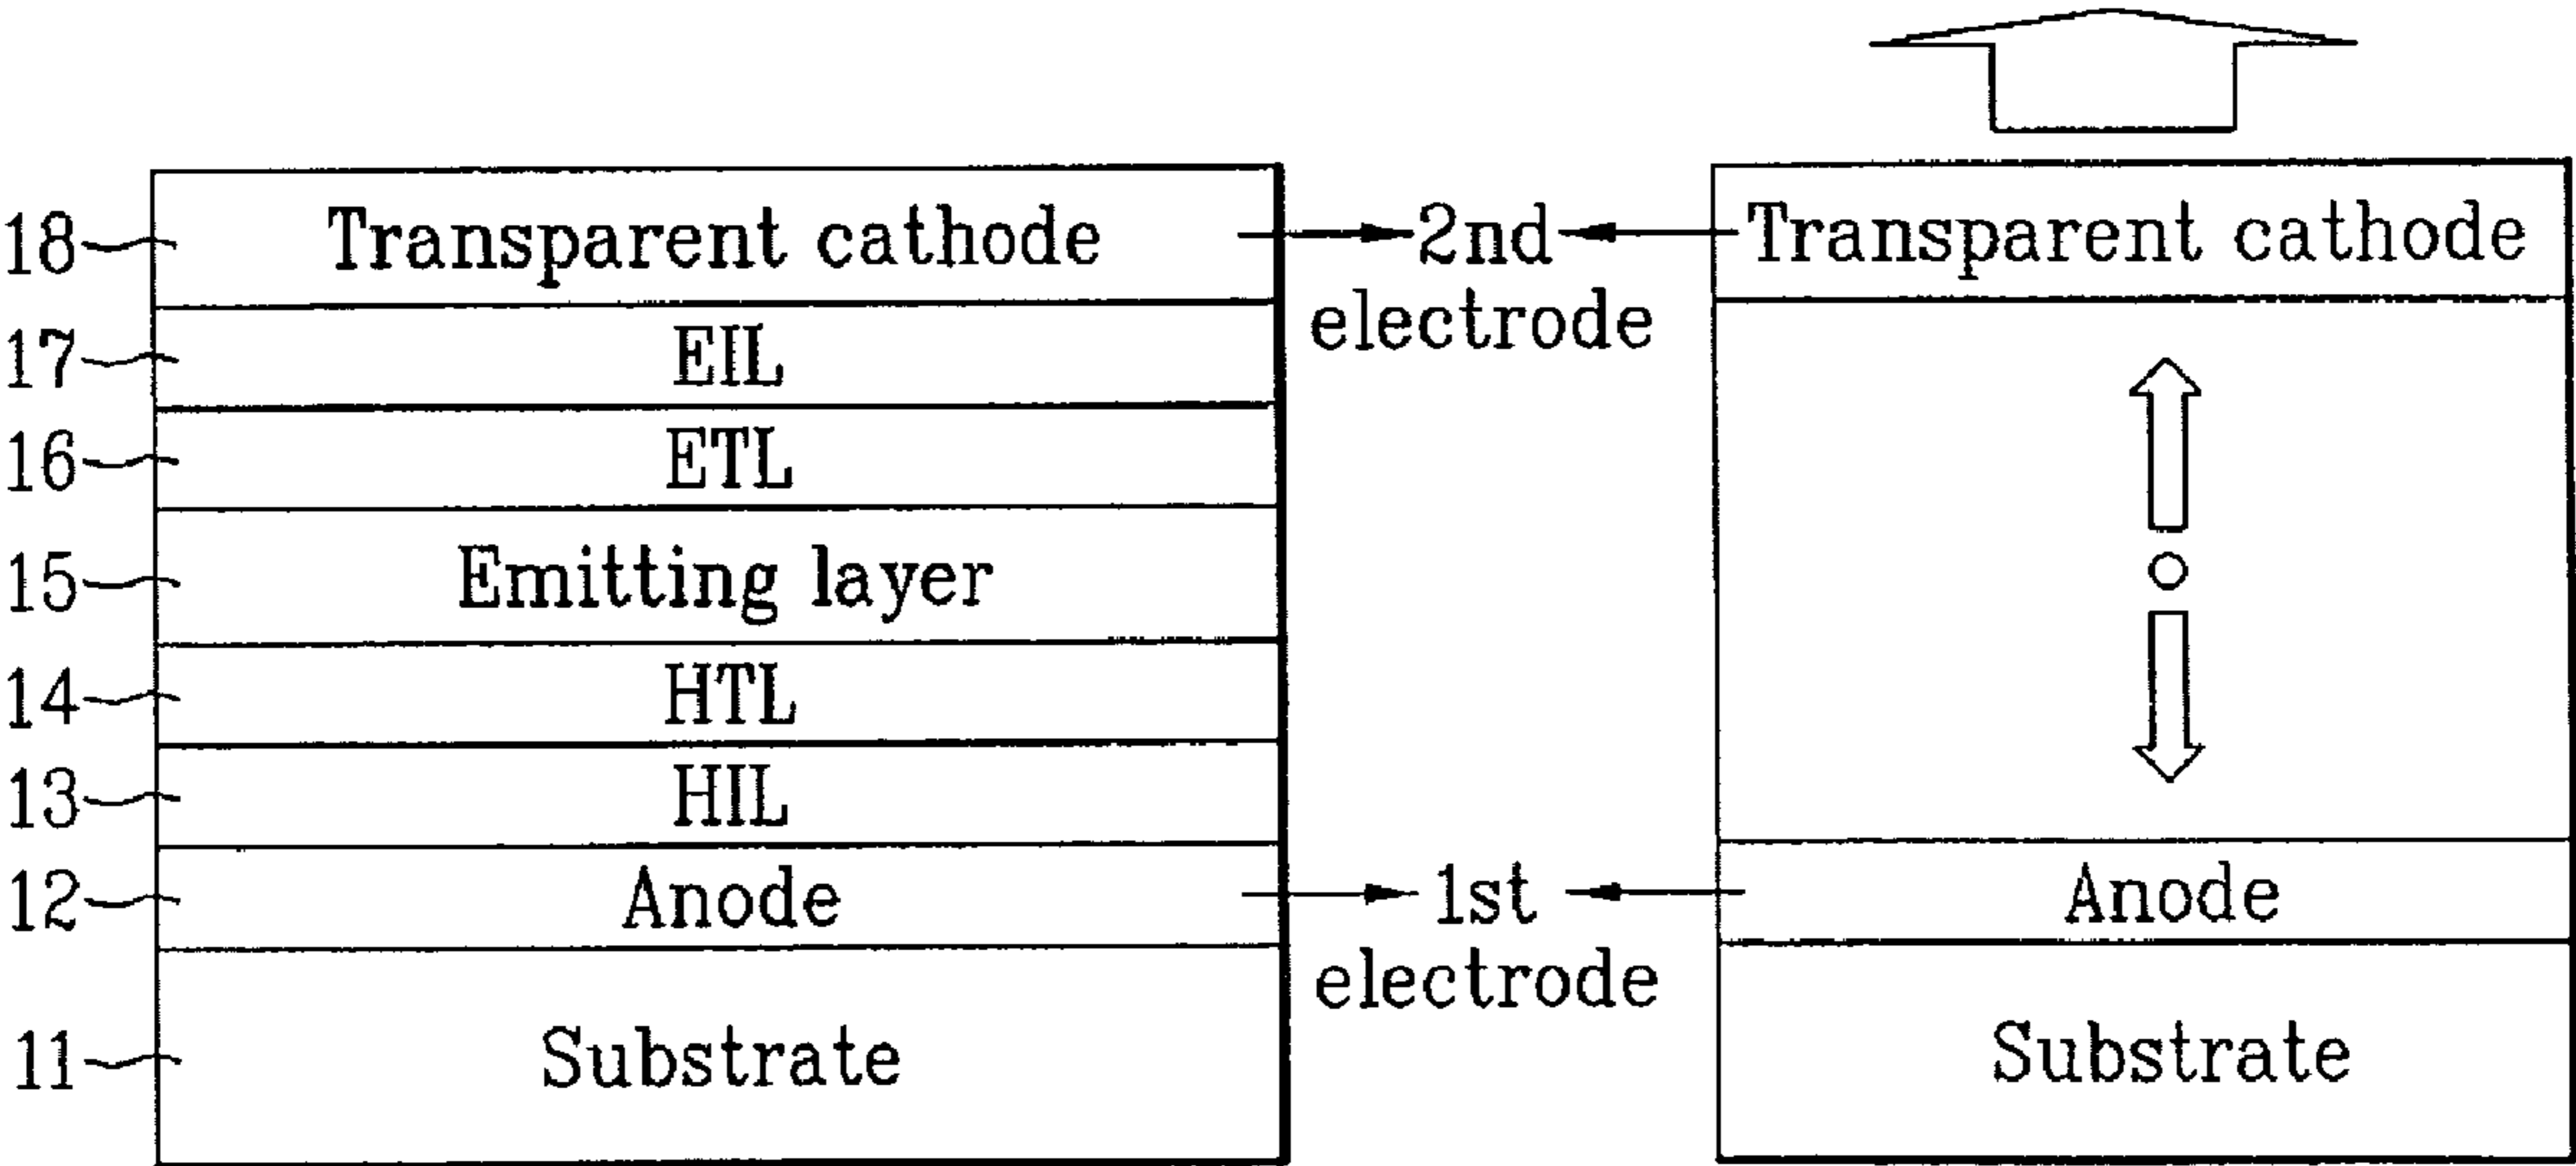 18 Transparent cathode
17 EIL
16 ETL
15 Emitting layer
14 HTL
13 HIL
12 Anode
11 Substrate
2nd
electrode
1st
electrode
Transparent cathode
Anode
Substrate